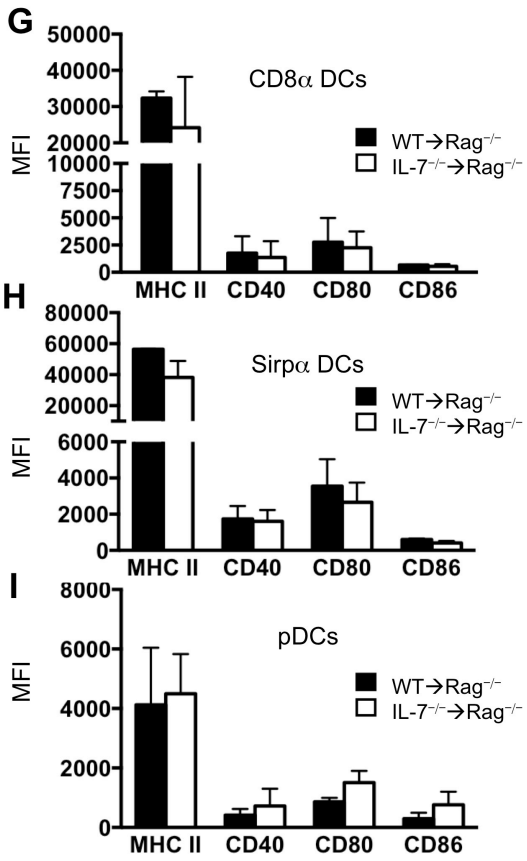 G
50000
40000
30000
20000
10000
7500
5000
2500
0
MFI
CD8α DCs
WT→Rag⁻/⁻
IL-7⁻/⁻→Rag⁻/⁻
MHC II CD40 CD80 CD86
H
80000
60000
40000
20000
6000
4000
2000
0
MFI
Sirpα DCs
WT→Rag⁻/⁻
IL-7⁻/⁻→Rag⁻/⁻
MHC II CD40 CD80 CD86
I
8000
6000
4000
2000
0
MFI
pDCs
WT→Rag⁻/⁻
IL-7⁻/⁻→Rag⁻/⁻
MHC II CD40 CD80 CD86